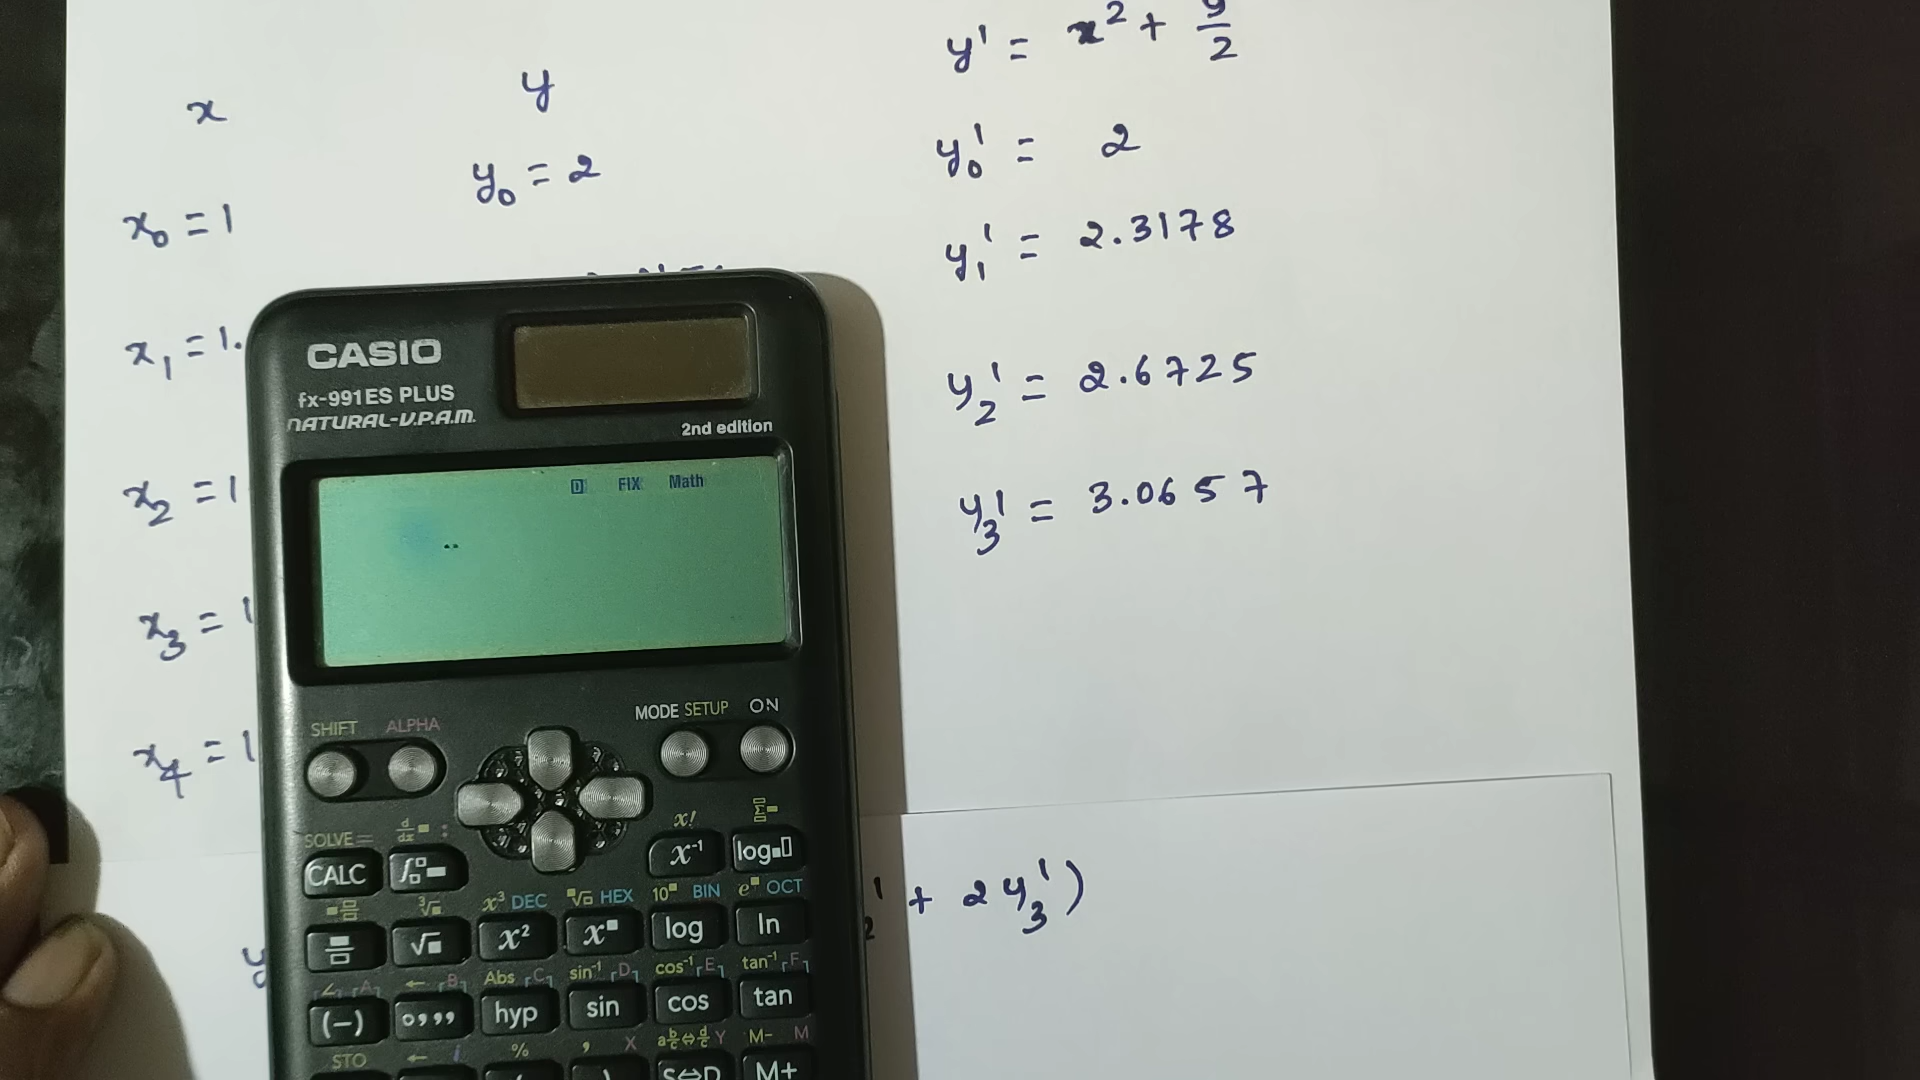 x y y' = x² + y/2
x₀ = 1 y₀ = 2 y₀' = 2
y₁' = 2.3178
x₁ = 1.
y₂' = 2.6725
x₂ = 1
y₃' = 3.0657
x₃ = 1
x₄ = 1
+ 2y₃')
y
CASIO
fx-991ES PLUS
NATURAL-V.P.A.M.
2nd edition
D FIX Math
SHIFT ALPHA MODE SETUP ON
SOLVE = d/dx : x! Σ
CALC ∫ x⁻¹ log
³√ x³ DEC √ HEX 10 BIN e OCT
√ x² x log ln
∠ A ← B Abs C sin⁻¹ D cos⁻¹ E tan⁻¹ F
(−) °,,, hyp sin cos tan
STO ← i % , X a b/c⇔d/c Y M− M
( ) S⇔D M+